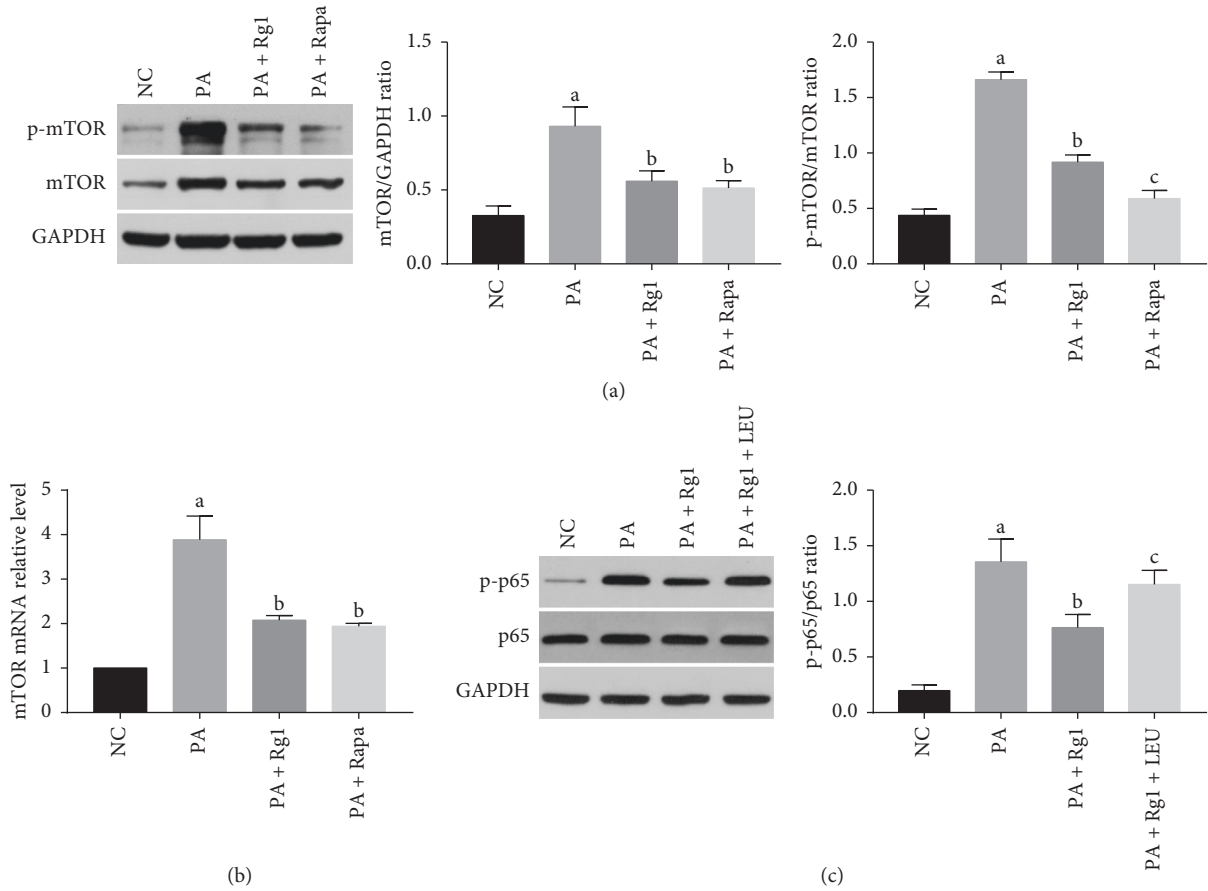 NC
PA
PA + Rg1
PA + Rapa
p-mTOR
mTOR
GAPDH
mTOR/GAPDH ratio
1.5
1.0
0.5
0.0
a
b
b
NC
PA
PA + Rg1
PA + Rapa
p-mTOR/mTOR ratio
2.0
1.5
1.0
0.5
0.0
a
b
c
NC
PA
PA + Rg1
PA + Rapa
(a)
mTOR mRNA relative level
5
4
3
2
1
0
a
b
b
NC
PA
PA + Rg1
PA + Rapa
(b)
NC
PA
PA + Rg1
PA + Rg1 + LEU
p-p65
p65
GAPDH
p-p65/p65 ratio
2.0
1.5
1.0
0.5
0.0
a
b
c
NC
PA
PA + Rg1
PA + Rg1 + LEU
(c)